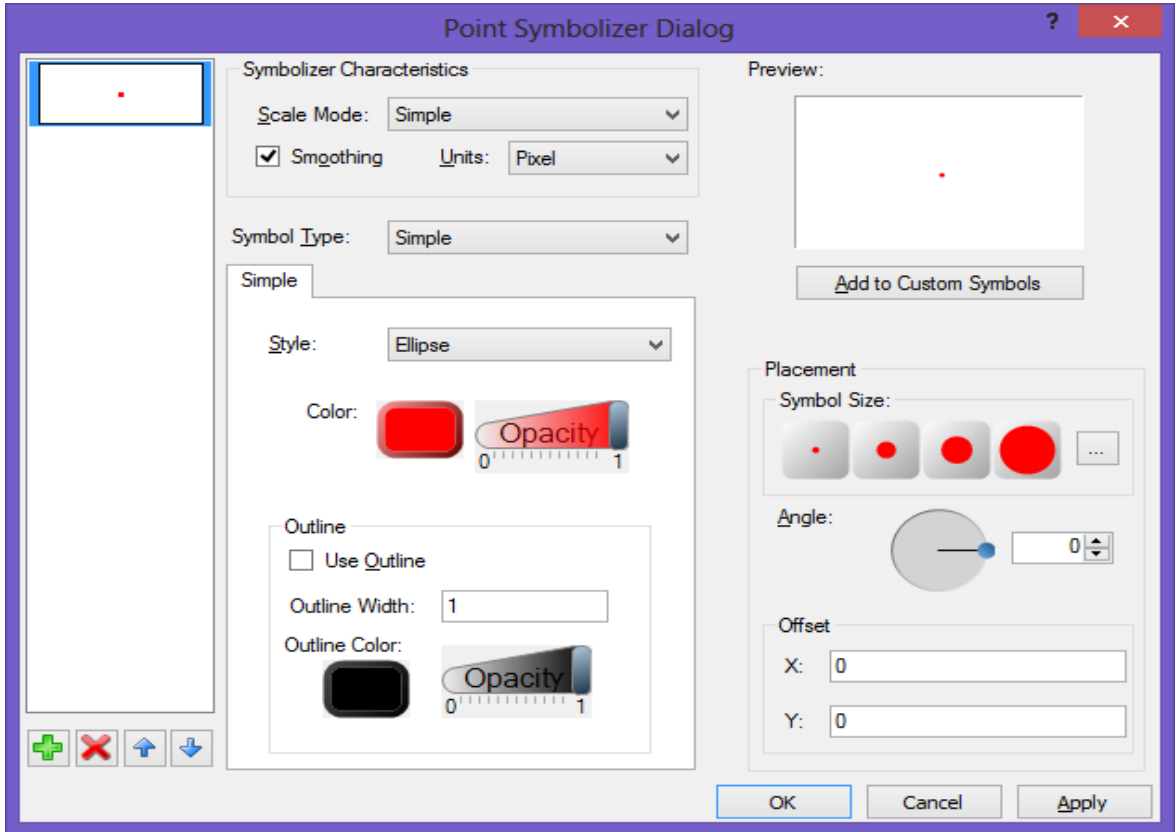 Point Symbolizer Dialog
?
Symbolizer Characteristics
Scale Mode: Simple
Smoothing Units: Pixel
Symbol Type: Simple
Simple
Style: Ellipse
Color:
Opacity
0 1
Outline
Use Outline
Outline Width: 1
Outline Color:
Opacity
0 1
Preview:
Add to Custom Symbols
Placement
Symbol Size:
...
Angle:
0
Offset
X: 0
Y: 0
OK Cancel Apply